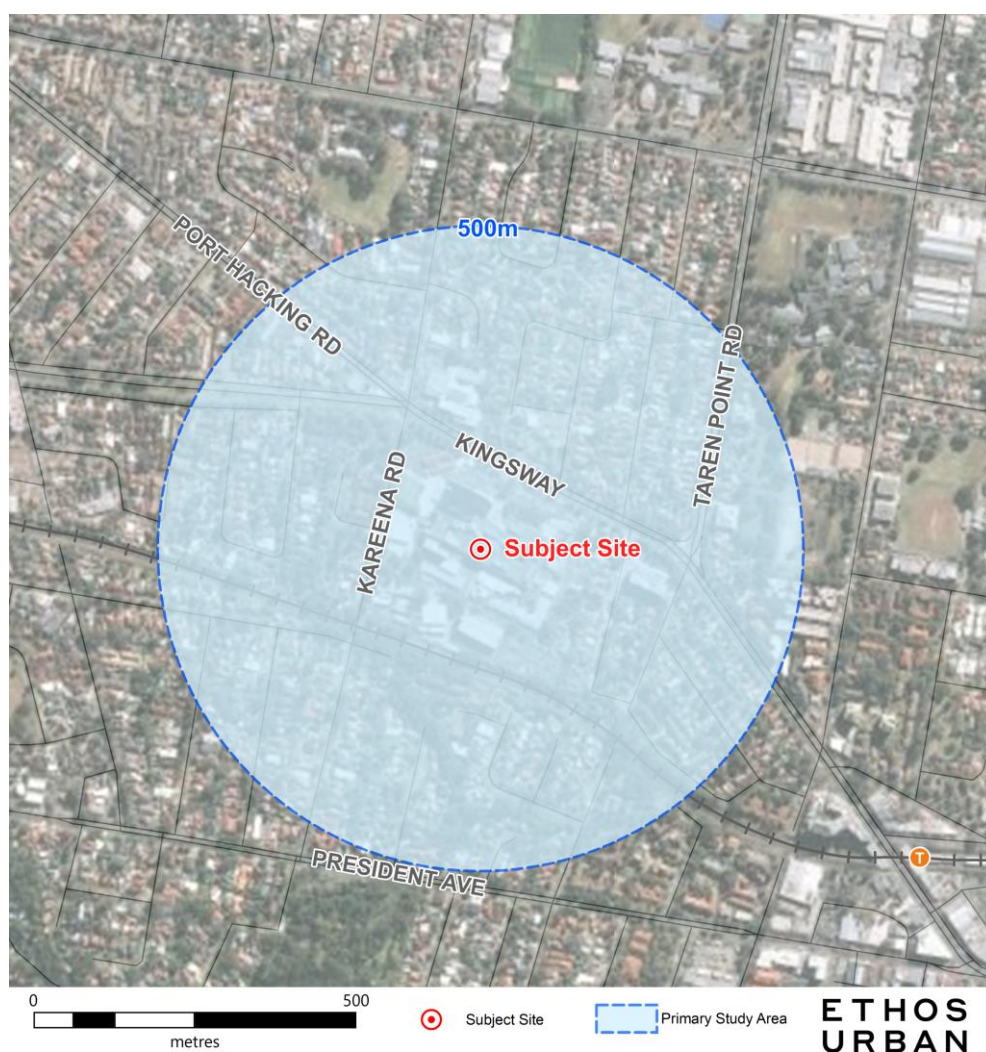 500m
PORT HACKING RD
TAREN POINT RD
KINGSWAY
KAREENA RD
Subject Site
T
PRESIDENT AVE
0
500
metres
Subject Site
Primary Study Area
ETHOS
URBAN